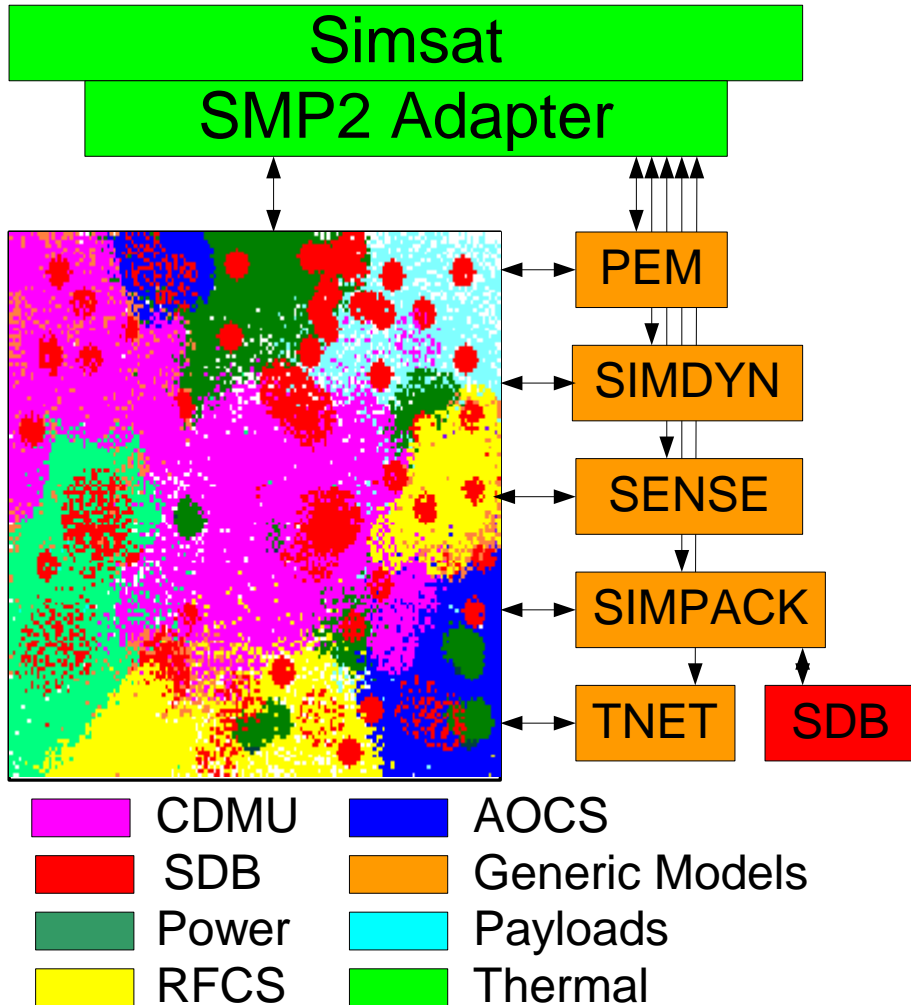 Simsat
SMP2 Adapter
PEM
SIMDYN
SENSE
SIMPACK
TNET SDB
CDMU AOCS
SDB Generic Models
Power Payloads
RFCS Thermal